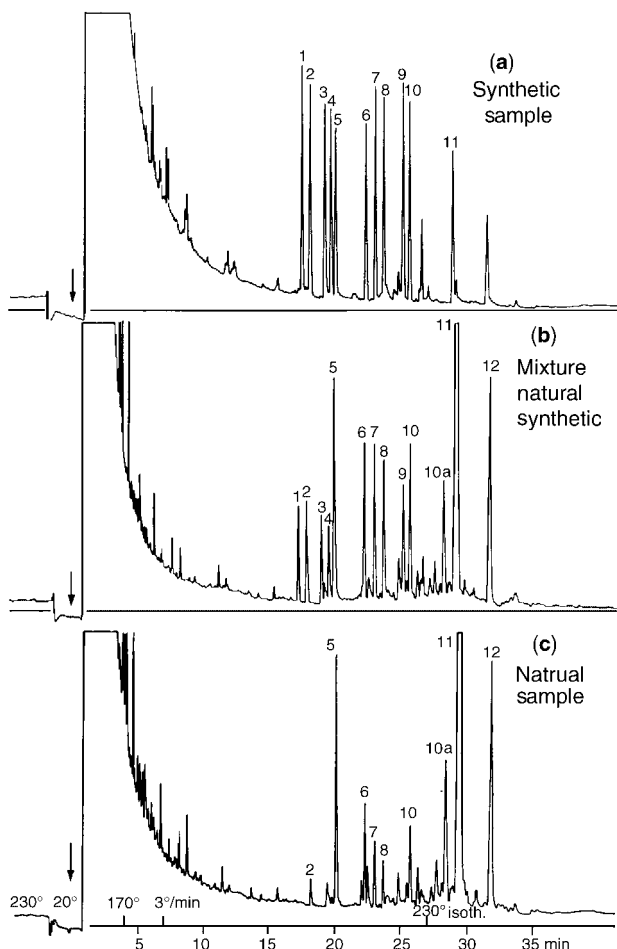 (a)
Synthetic
sample
1
2
3
4
5
6
7
8
9
10
11
(b)
Mixture
natural
synthetic
1
2
3
4
5
6
7
8
9
10
10a
11
12
(c)
Natrual
sample
2
5
6
7
8
10
10a
11
12
230° 20° 170° 3°/min 230° isoth.
5 10 15 20 25 30 35 min